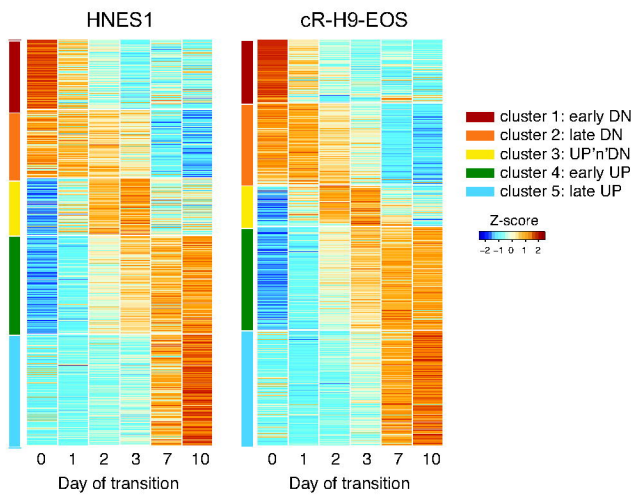 HNES1
cR-H9-EOS
cluster 1: early DN
cluster 2: late DN
cluster 3: UP'n'DN
cluster 4: early UP
cluster 5: late UP
Z-score
-2 -1 0 1 2
0 1 2 3 7 10
0 1 2 3 7 10
Day of transition
Day of transition